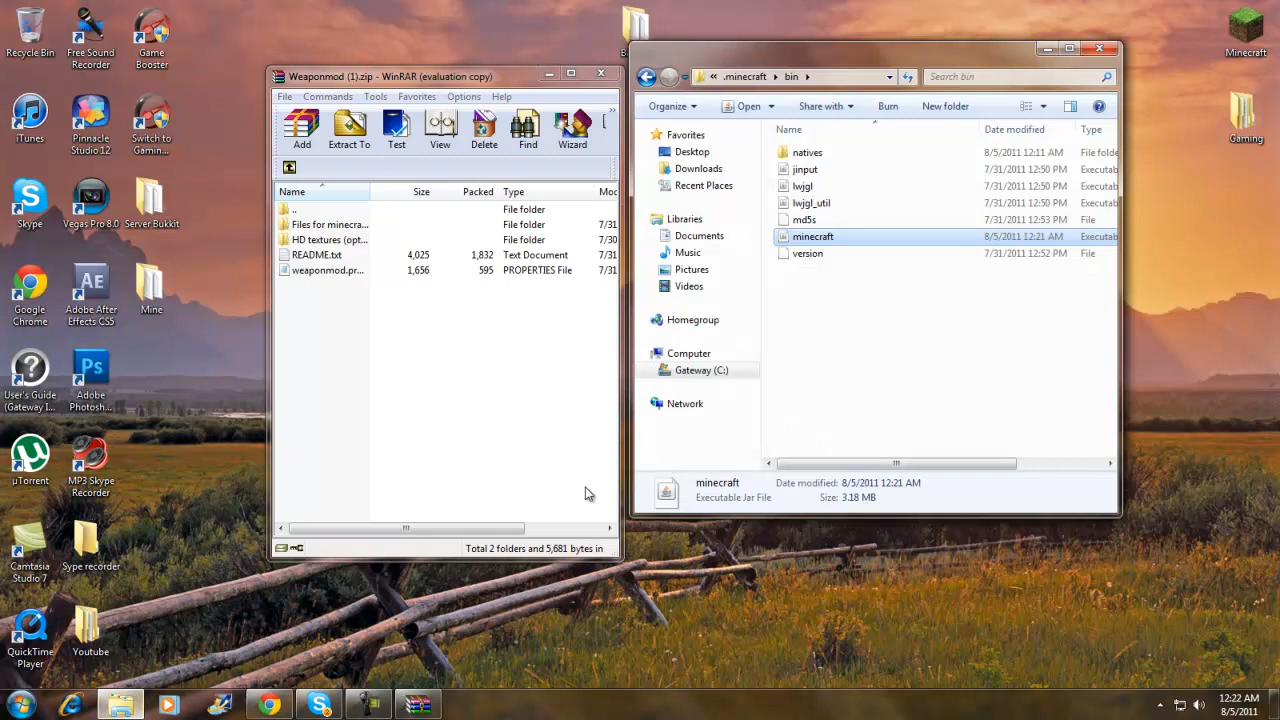 Recycle Bin
Free Sound Recorder
Game Booster
iTunes
Pinnacle Studio 12
Switch to Gamin...
Skype
Vegas Pro 8.0
Server Bukkit
Google Chrome
Adobe After Effects CS5
Mine
User's Guide (Gateway I...
Adobe Photosh...
µTorrent
MP3 Skype Recorder
Camtasia Studio 7
Sype recorder
QuickTime Player
Youtube
Minecraft
Gaming
Weaponmod (1).zip - WinRAR (evaluation copy)
File Commands Tools Favorites Options Help
Add Extract To Test View Delete Find Wizard
Name Size Packed Type Moc
.. File folder
Files for minecra... File folder 7/31
HD textures (opt... File folder 7/30
README.txt 4,025 1,832 Text Document 7/31
weaponmod.pr... 1,656 595 PROPERTIES File 7/31
Total 2 folders and 5,681 bytes in
« .minecraft ▸ bin ▸ Search bin
Organize Open Share with Burn New folder
Favorites
Desktop
Downloads
Recent Places
Libraries
Documents
Music
Pictures
Videos
Homegroup
Computer
Gateway (C:)
Network
Name Date modified Type
natives 8/5/2011 12:11 AM File folde
jinput 7/31/2011 12:50 PM Executab
lwjgl 7/31/2011 12:50 PM Executab
lwjgl_util 7/31/2011 12:50 PM Executab
md5s 7/31/2011 12:53 PM File
minecraft 8/5/2011 12:21 AM Executab
version 7/31/2011 12:52 PM File
minecraft Date modified: 8/5/2011 12:21 AM
Executable Jar File Size: 3.18 MB
12:22 AM
8/5/2011